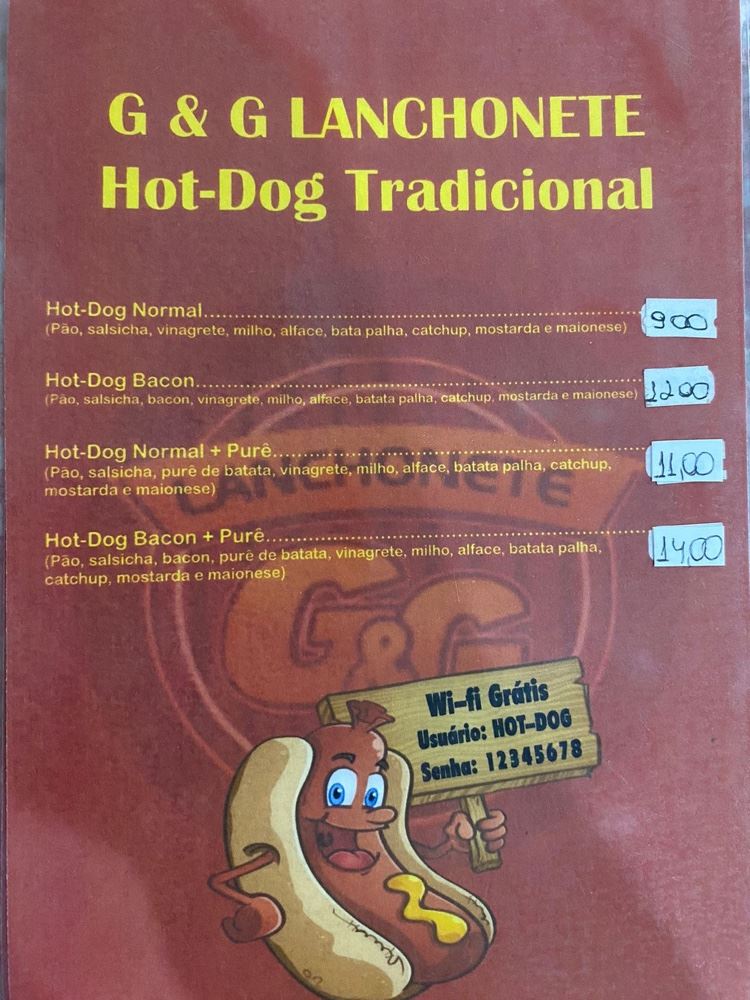 G & G LANCHONETE
Hot-Dog Tradicional
Hot-Dog Normal........................................................................ 900
(Pão, salsicha, vinagrete, milho, alface, bata palha, catchup, mostarda e maionese)
Hot-Dog Bacon........................................................................ 1200
(Pão, salsicha, bacon, vinagrete, milho, alface, batata palha, catchup, mostarda e maionese)
Hot-Dog Normal + Purê............................................................ 11,00
(Pão, salsicha, purê de batata, vinagrete, milho, alface, batata palha, catchup,
mostarda e maionese)
Hot-Dog Bacon + Purê............................................................. 14,00
(Pão, salsicha, bacon, purê de batata, vinagrete, milho, alface, batata palha,
catchup, mostarda e maionese)
LANCHONETE
G&G
Wi-fi Grátis
Usuário: HOT-DOG
Senha: 12345678